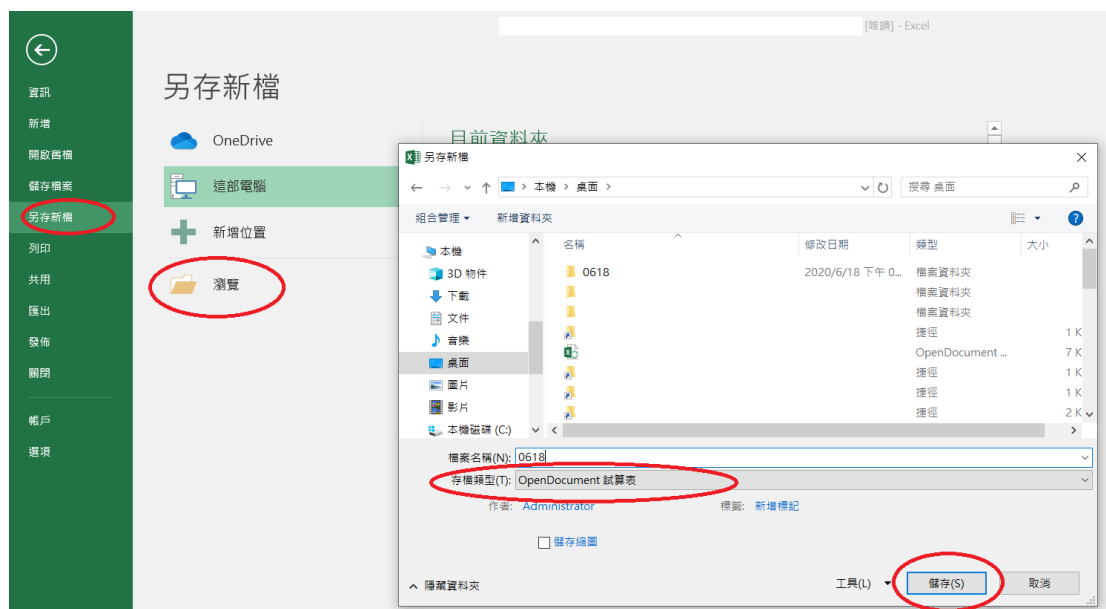 [唯讀] - Excel
資訊
新增
開啟舊檔
儲存檔案
另存新檔
列印
共用
匯出
發佈
關閉
帳戶
選項
另存新檔
OneDrive
這部電腦
新增位置
瀏覽
目前資料夾
另存新檔
本機 > 桌面 >
搜尋 桌面
組合管理 新增資料夾
名稱 修改日期 類型 大小
本機
3D 物件
下載
文件
音樂
桌面
圖片
影片
本機磁碟 (C:)
0618 2020/6/18 下午 0... 檔案資料夾
檔案資料夾
檔案資料夾
捷徑 1 K
OpenDocument ... 7 K
捷徑 1 K
捷徑 1 K
捷徑 2 K
檔案名稱(N): 0618
存檔類型(T): OpenDocument 試算表
作者: Administrator 標籤: 新增標記
儲存縮圖
隱藏資料夾
工具(L) 儲存(S) 取消